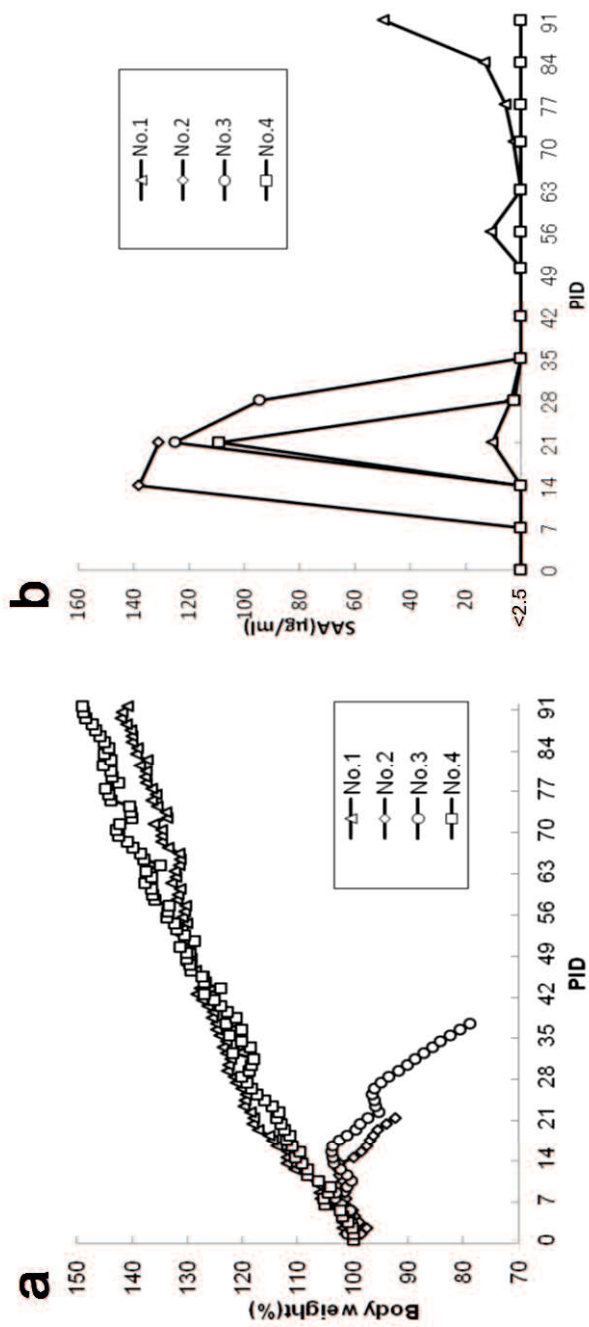 a
150
140
130
120
110
100
90
80
70
Body weight(%)
0 7 14 21 28 35 42 49 56 63 70 77 84 91
PID
No.1
No.2
No.3
No.4
b
160
140
120
100
80
60
40
20
<2.5
SAA(μg/ml)
0 7 14 21 28 35 42 49 56 63 70 77 84 91
PID
No.1
No.2
No.3
No.4